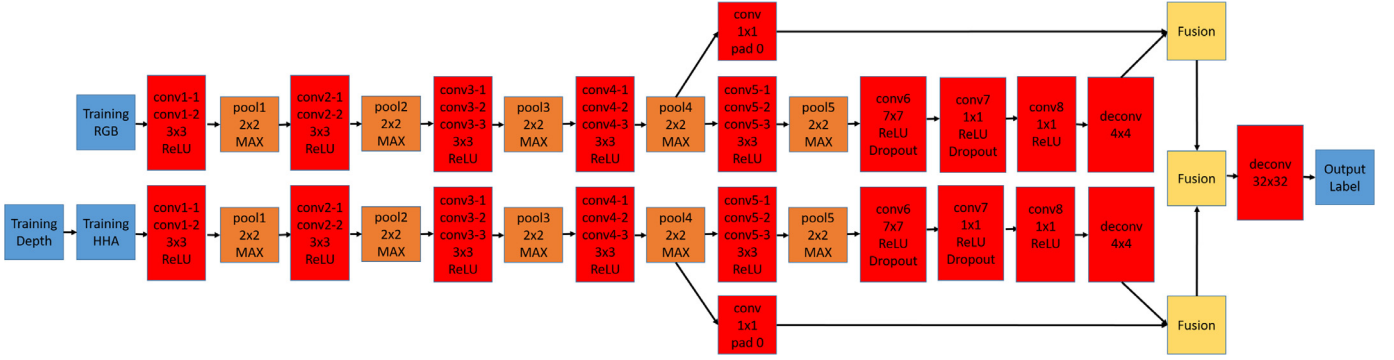 conv
1x1
pad 0
Fusion
Training
RGB
conv1-1
conv1-2
3x3
ReLU
pool1
2x2
MAX
conv2-1
conv2-2
3x3
ReLU
pool2
2x2
MAX
conv3-1
conv3-2
conv3-3
3x3
ReLU
pool3
2x2
MAX
conv4-1
conv4-2
conv4-3
3x3
ReLU
pool4
2x2
MAX
conv5-1
conv5-2
conv5-3
3x3
ReLU
pool5
2x2
MAX
conv6
7x7
ReLU
Dropout
conv7
1x1
ReLU
Dropout
conv8
1x1
ReLU
deconv
4x4
Fusion
deconv
32x32
Output
Label
Training
Depth
Training
HHA
conv1-1
conv1-2
3x3
ReLU
pool1
2x2
MAX
conv2-1
conv2-2
3x3
ReLU
pool2
2x2
MAX
conv3-1
conv3-2
conv3-3
3x3
ReLU
pool3
2x2
MAX
conv4-1
conv4-2
conv4-3
3x3
ReLU
pool4
2x2
MAX
conv5-1
conv5-2
conv5-3
3x3
ReLU
pool5
2x2
MAX
conv6
7x7
ReLU
Dropout
conv7
1x1
ReLU
Dropout
conv8
1x1
ReLU
deconv
4x4
conv
1x1
pad 0
Fusion